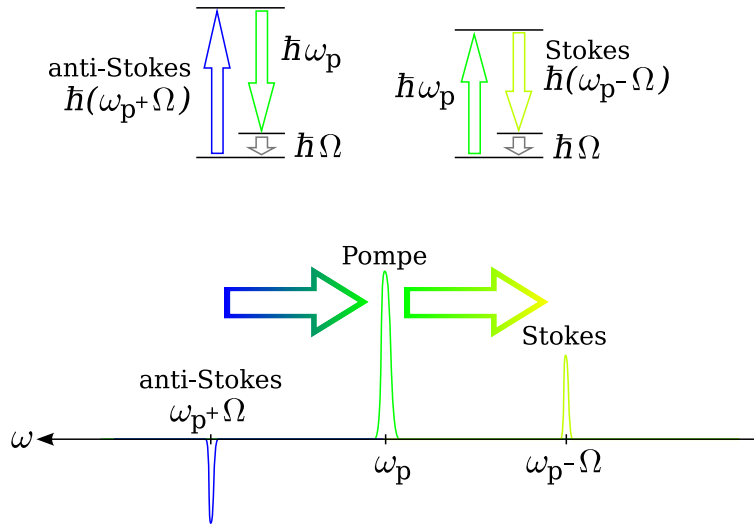 anti-Stokes
ħ(ωp+Ω)
ħωp
ħΩ
ħωp
Stokes
ħ(ωp-Ω)
ħΩ
Pompe
Stokes
anti-Stokes
ωp+Ω
ω
ωp
ωp-Ω